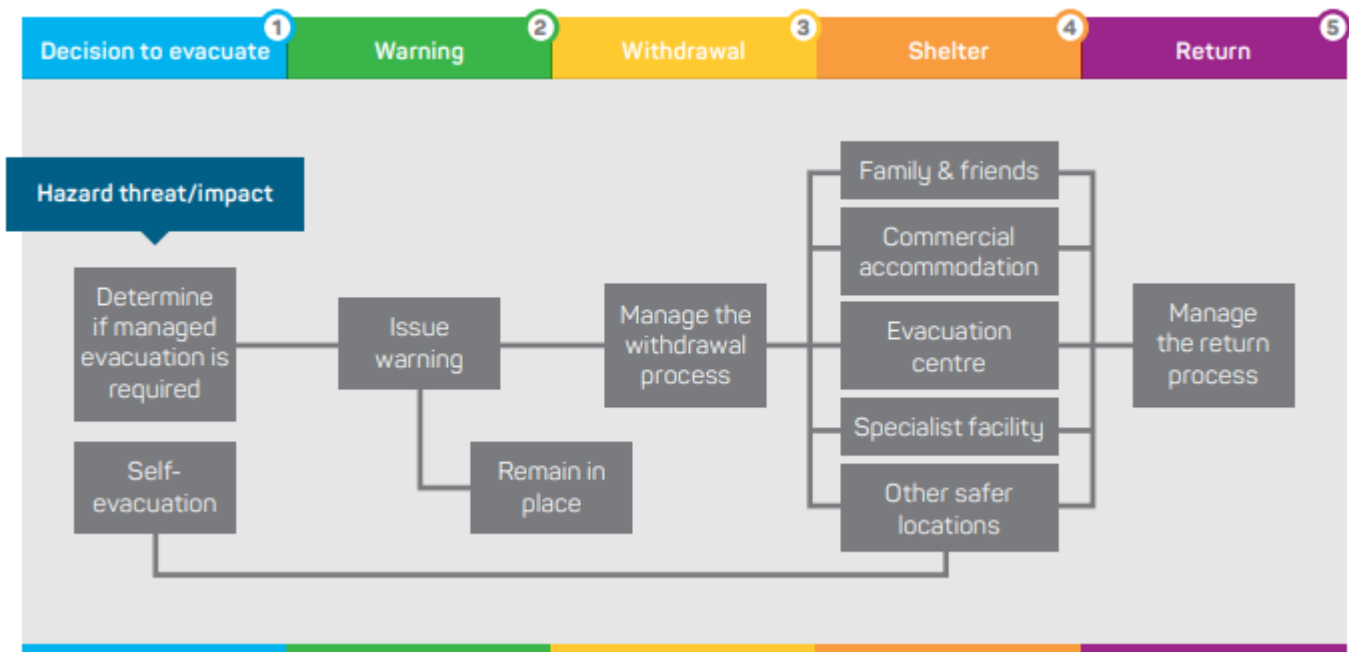 1
2
3
4
5
Decision to evacuate
Warning
Withdrawal
Shelter
Return
Hazard threat/impact
Determine
if managed
evacuation is
required
Self-
evacuation
Issue
warning
Remain in
place
Manage the
withdrawal
process
Family & friends
Commercial
accommodation
Evacuation
centre
Specialist facility
Other safer
locations
Manage
the return
process